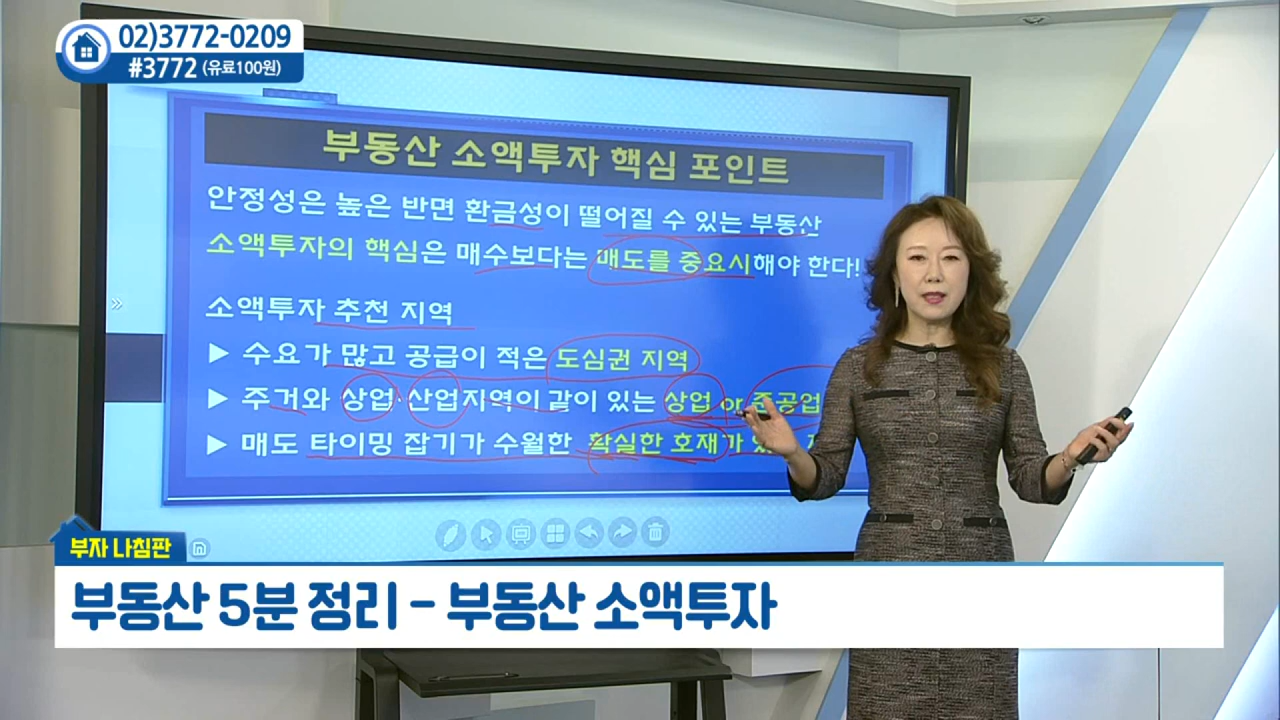 02)3772-0209
#3772 (유료100원)
부동산 소액투자 핵심 포인트
안정성은 높은 반면 환금성이 떨어질 수 있는 부동산
소액투자의 핵심은 매수보다는 매도를 중요시해야 한다!
소액투자 추천 지역
▶ 수요가 많고 공급이 적은 도심권 지역
▶ 주거와 상업·산업지역이 같이 있는 상업 or 준공업
▶ 매도 타이밍 잡기가 수월한 확실한 호재가
부자 나침판
부동산 5분 정리 - 부동산 소액투자